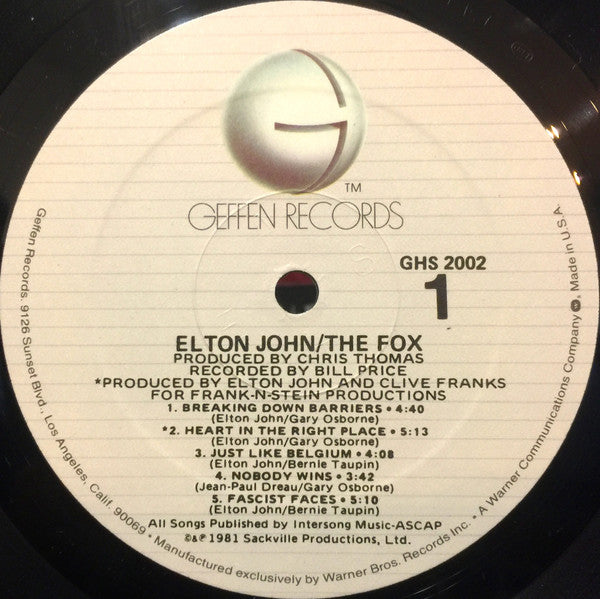 TM
GEFFEN RECORDS
GHS 2002
1
ELTON JOHN/THE FOX
PRODUCED BY CHRIS THOMAS
RECORDED BY BILL PRICE
*PRODUCED BY ELTON JOHN AND CLIVE FRANKS
FOR FRANK-N-STEIN PRODUCTIONS
1. BREAKING DOWN BARRIERS • 4:40
(Elton John/Gary Osborne)
*2. HEART IN THE RIGHT PLACE • 5:13
(Elton John/Gary Osborne)
3. JUST LIKE BELGIUM • 4:08
(Elton John/Bernie Taupin)
4. NOBODY WINS • 3:42
(Jean-Paul Dreau/Gary Osborne)
5. FASCIST FACES • 5:10
(Elton John/Bernie Taupin)
All Songs Published by Intersong Music-ASCAP
©&℗ 1981 Sackville Productions, Ltd.
Geffen Records. 9126 Sunset Blvd. Los Angeles, Calif. 90069 • Manufactured exclusively by Warner Bros. Records Inc. • A Warner Communications Company. Made in U.S.A.